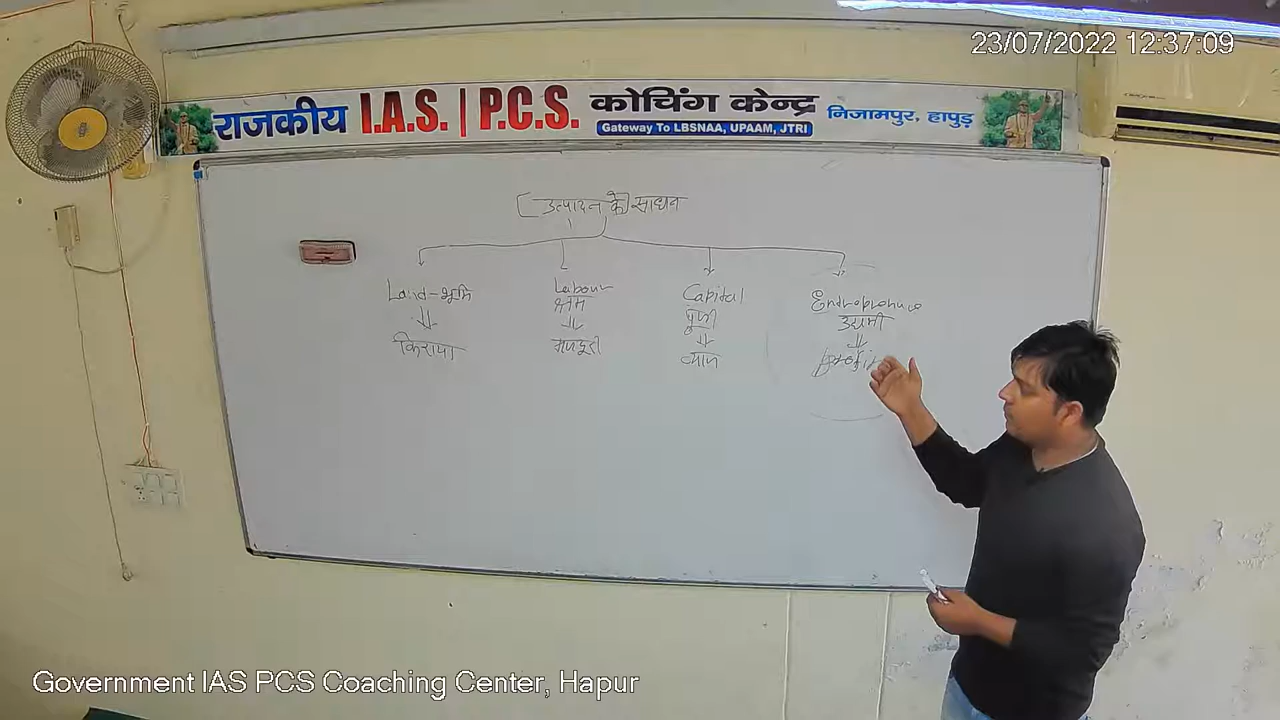 23/07/2022 12:37:09
राजकीय I.A.S. | P.C.S. कोचिंग केन्द्र निजामपुर, हापुड़
Gateway To LBSNAA, UPAAM, JTRI
[उत्पादन के] साधन
Land-भूमि
किराया
Labour
श्रम
मजदूरी
Capital
पूंजी
ब्याज
उद्यमी
Profit
Government IAS PCS Coaching Center, Hapur